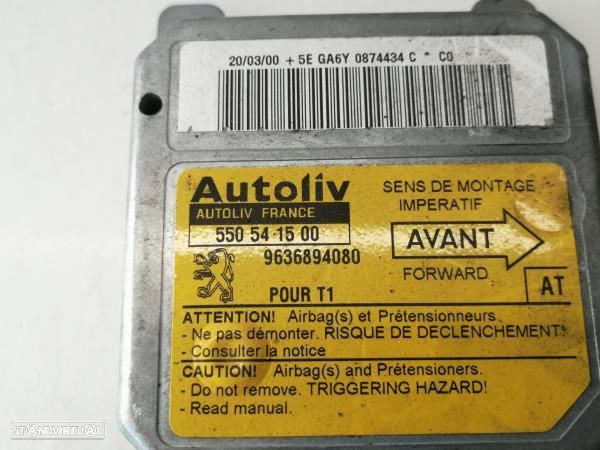 20/03/00 + 5E GA6Y 0874434 C * C0
Autoliv
AUTOLIV FRANCE
550 54 15 00
9636894080
POUR T1
SENS DE MONTAGE
IMPERATIF
AVANT
FORWARD
AT
ATTENTION! Airbag(s) et Prétensionneurs.
- Ne pas démonter. RISQUE DE DECLENCHEMENT!
- Consulter la notice
CAUTION! Airbag(s) and Prétensioners.
- Do not remove. TRIGGERING HAZARD!
- Read manual.
STANDVIRTUAL